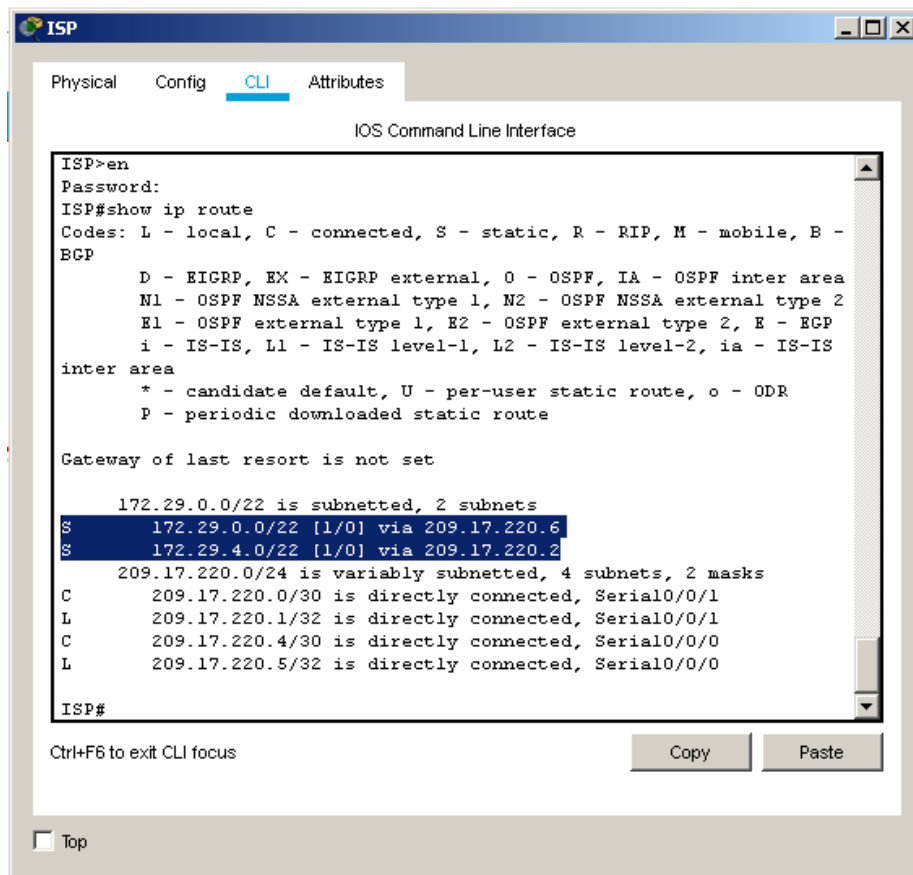 ISP
Physical Config CLI Attributes
IOS Command Line Interface
ISP>en
Password:
ISP#show ip route
Codes: L - local, C - connected, S - static, R - RIP, M - mobile, B -
BGP
D - EIGRP, EX - EIGRP external, O - OSPF, IA - OSPF inter area
N1 - OSPF NSSA external type 1, N2 - OSPF NSSA external type 2
E1 - OSPF external type 1, E2 - OSPF external type 2, E - EGP
i - IS-IS, L1 - IS-IS level-1, L2 - IS-IS level-2, ia - IS-IS
inter area
* - candidate default, U - per-user static route, o - ODR
P - periodic downloaded static route
Gateway of last resort is not set
172.29.0.0/22 is subnetted, 2 subnets
S 172.29.0.0/22 [1/0] via 209.17.220.6
S 172.29.4.0/22 [1/0] via 209.17.220.2
209.17.220.0/24 is variably subnetted, 4 subnets, 2 masks
C 209.17.220.0/30 is directly connected, Serial0/0/1
L 209.17.220.1/32 is directly connected, Serial0/0/1
C 209.17.220.4/30 is directly connected, Serial0/0/0
L 209.17.220.5/32 is directly connected, Serial0/0/0
ISP#
Ctrl+F6 to exit CLI focus Copy Paste
Top